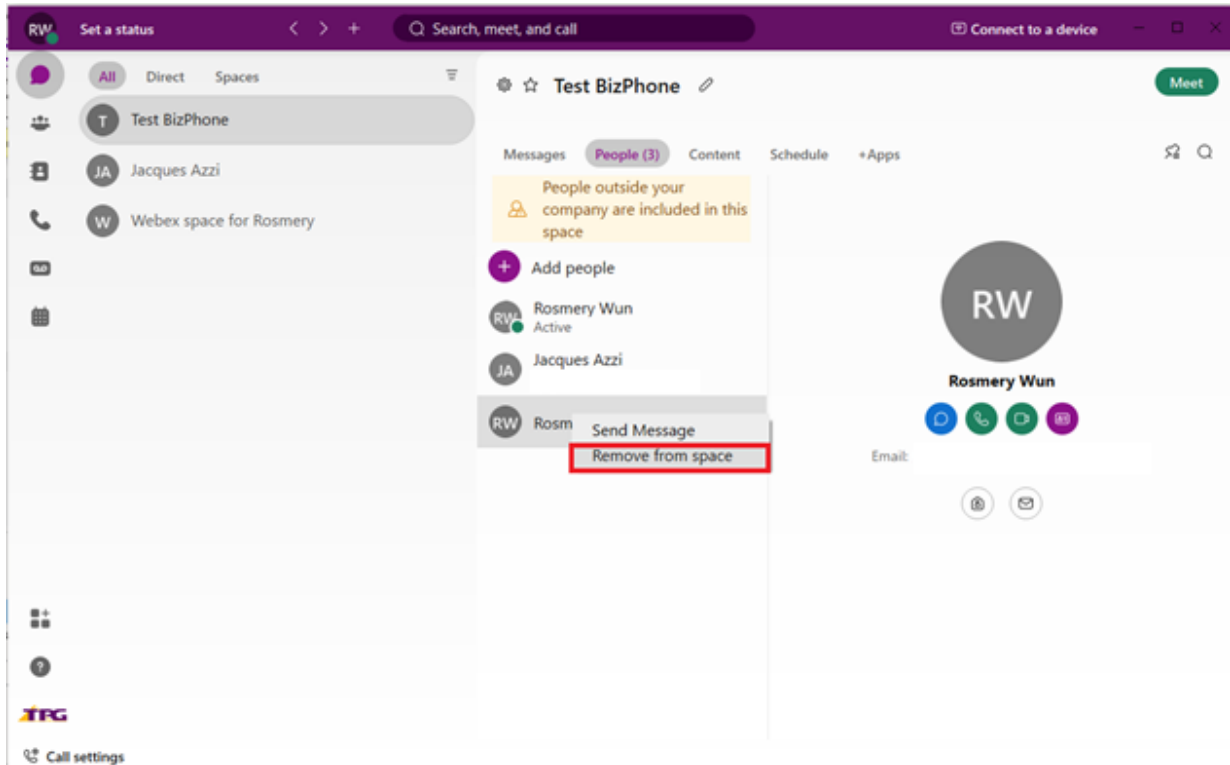 RW Set a status Search, meet, and call Connect to a device
All Direct Spaces
T Test BizPhone
JA Jacques Azzi
W Webex space for Rosmery
Test BizPhone Meet
Messages People (3) Content Schedule +Apps
People outside your
company are included in this
space
Add people
RW Rosmery Wun
Active
JA Jacques Azzi
RW Rosm
Send Message
Remove from space
RW
Rosmery Wun
Email:
TPG
Call settings